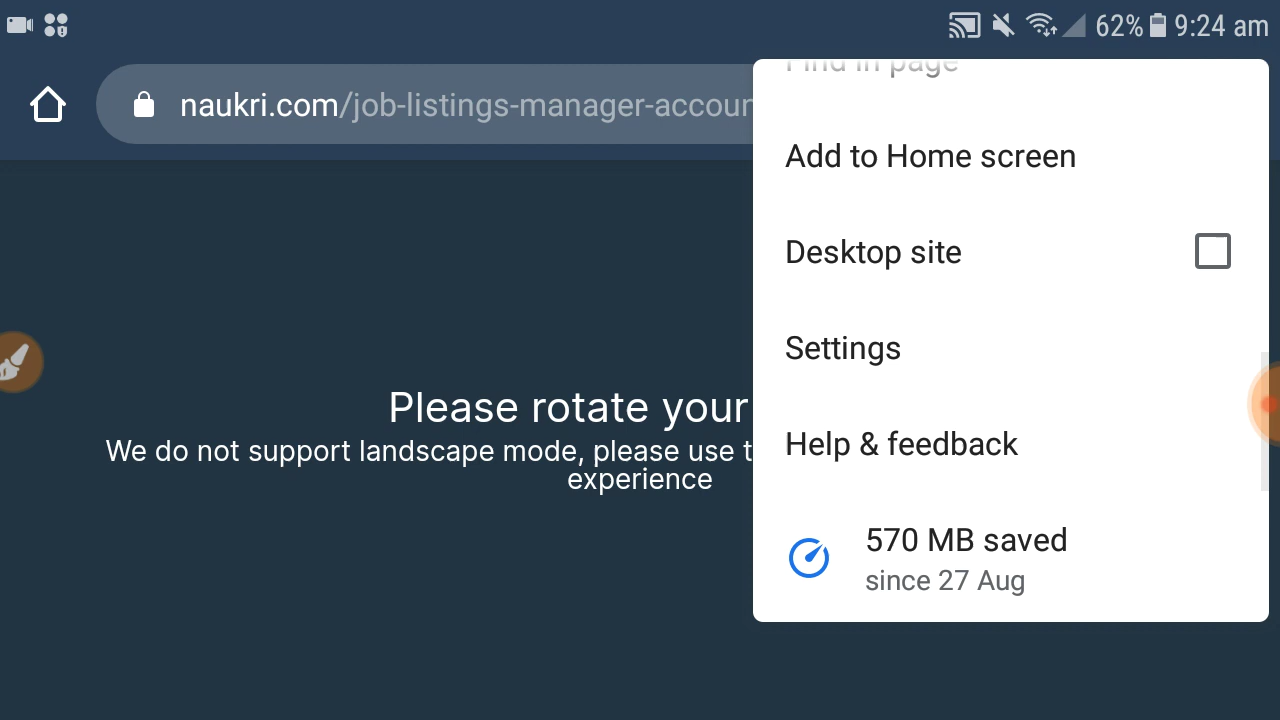 62% 9:24 am
naukri.com/job-listings-manager-accoun
Find in page
Add to Home screen
Desktop site
Settings
Please rotate your
We do not support landscape mode, please use t
experience
Help & feedback
570 MB saved
since 27 Aug